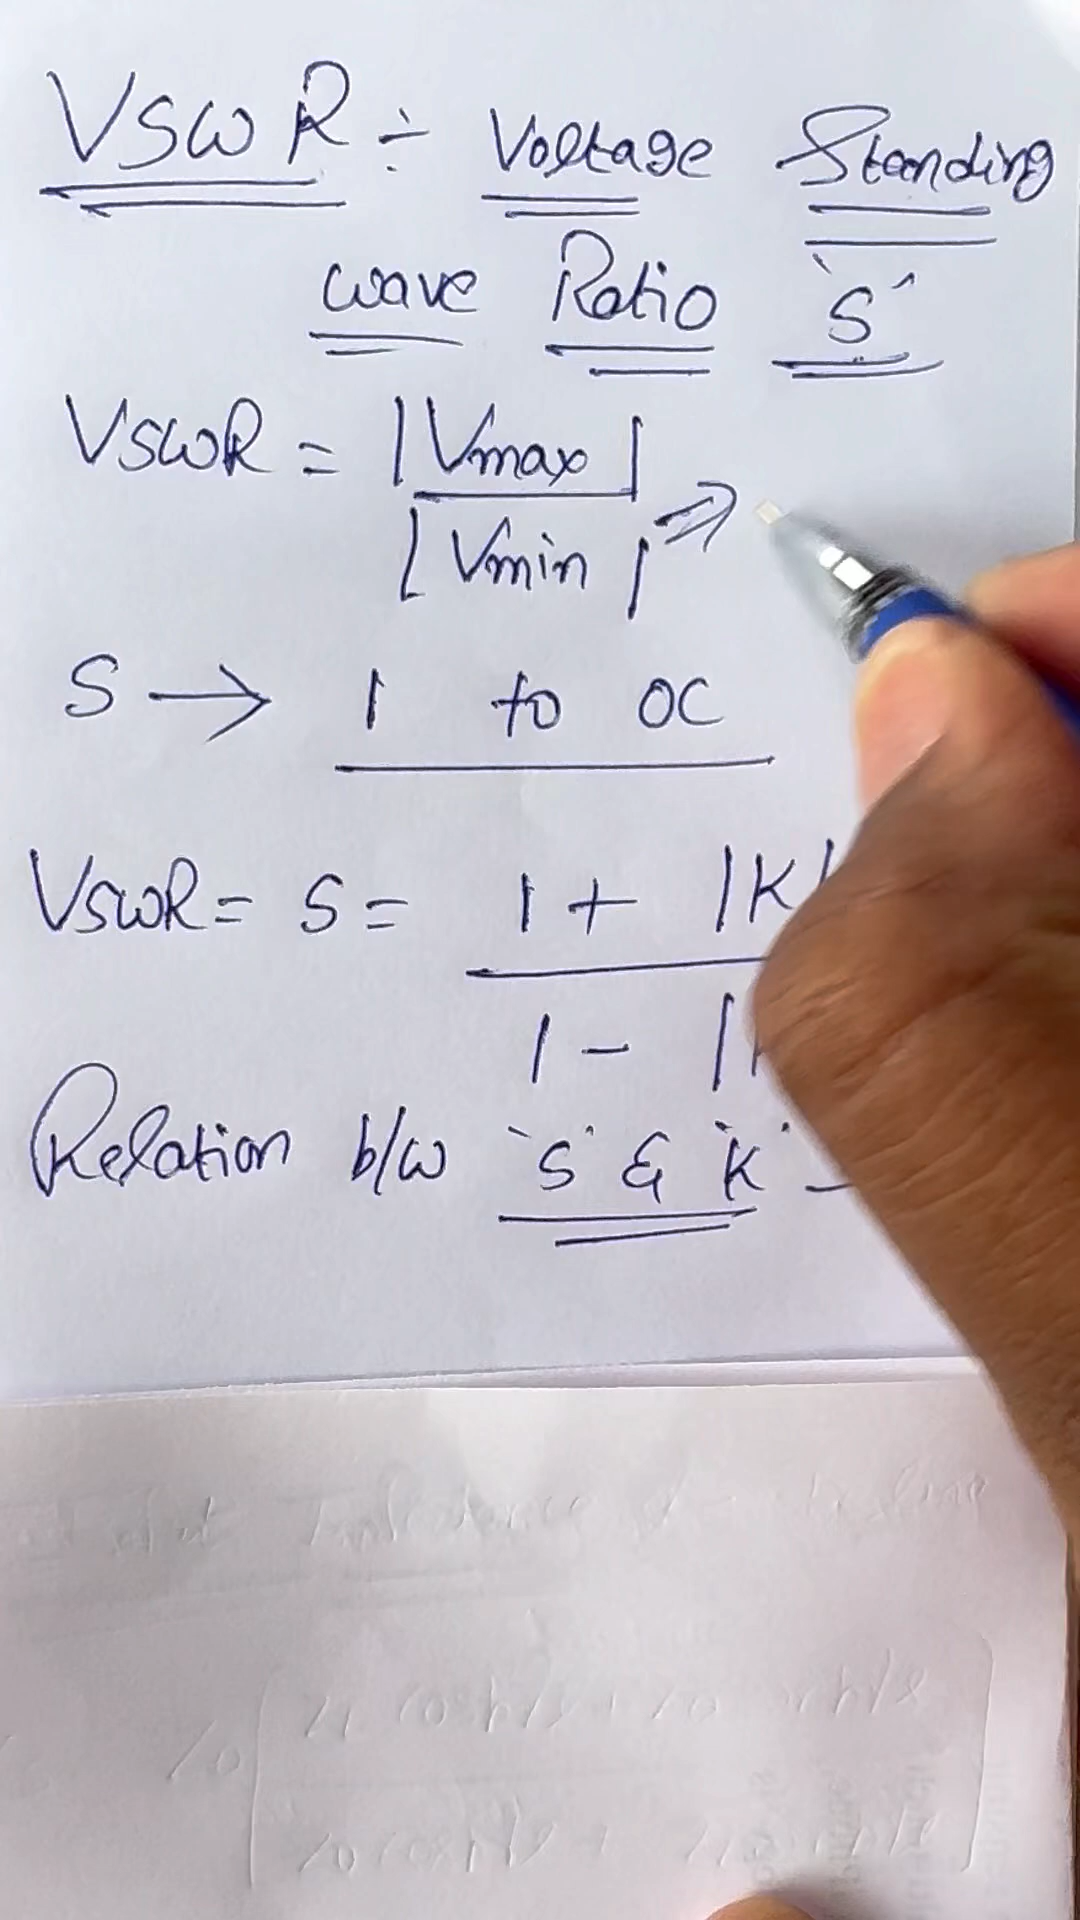 VSWR ÷ Voltage Standing
wave Ratio 'S'
VSWR = |Vmax|
|Vmin| ⇒
S → 1 to ∝
VSWR = S = 1 + |K|
1 - |K
Relation b/w 'S' & 'K' -